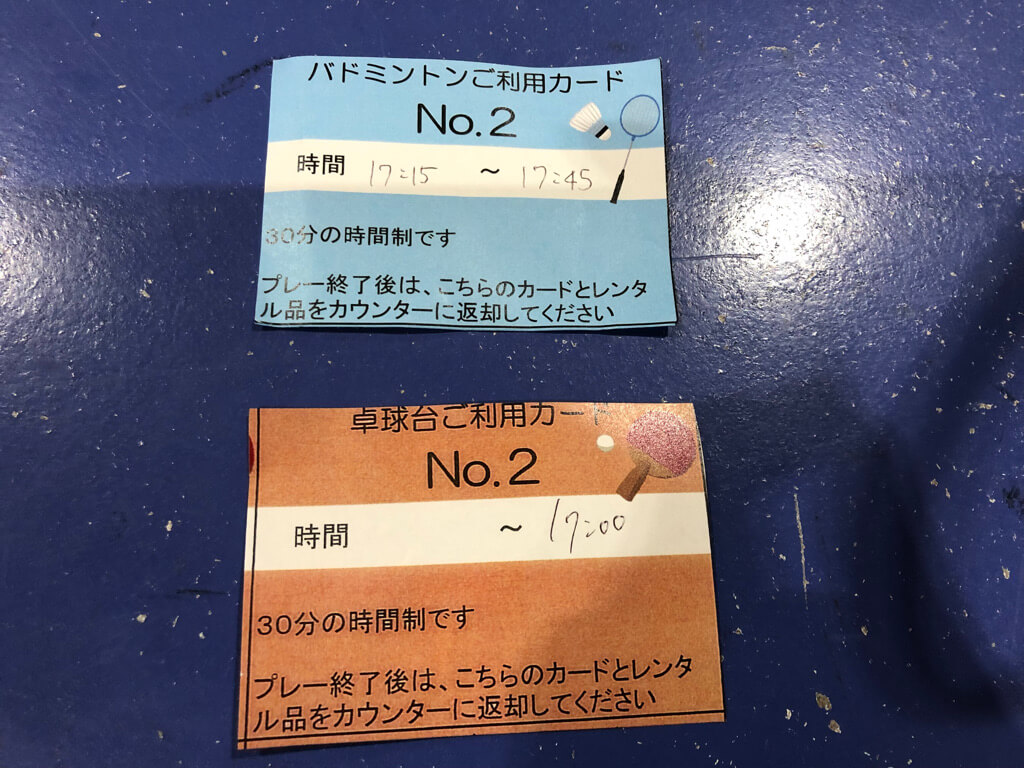 バドミントンご利用カード
No.2
時間 17:15 ~ 17:45
30分の時間制です
プレー終了後は、こちらのカードとレンタ
ル品をカウンターに返却してください
卓球台ご利用カード
No.2
時間 ~ 17:00
30分の時間制です
プレー終了後は、こちらのカードとレンタ
ル品をカウンターに返却してください